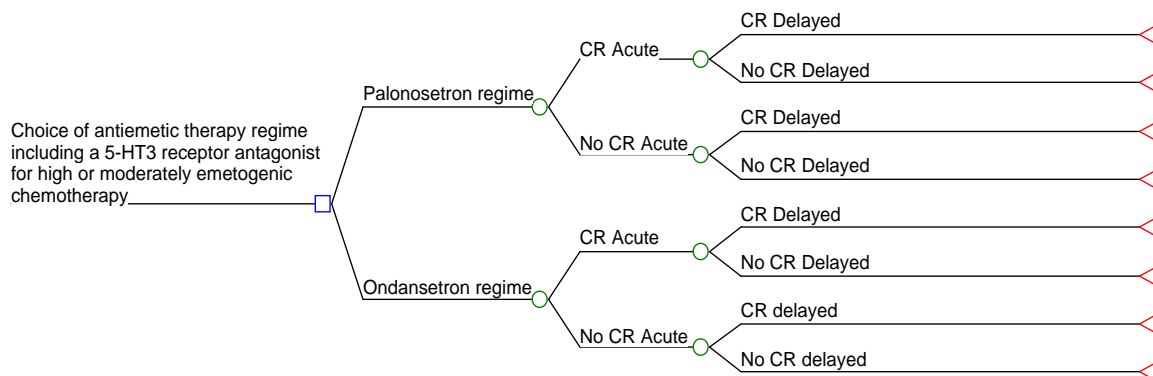 CR Delayed
CR Acute
No CR Delayed
Palonosetron regime
CR Delayed
No CR Acute
No CR Delayed
Choice of antiemetic therapy regime
including a 5-HT3 receptor antagonist
for high or moderately emetogenic
chemotherapy
CR Delayed
CR Acute
No CR Delayed
Ondansetron regime
CR delayed
No CR Acute
No CR delayed